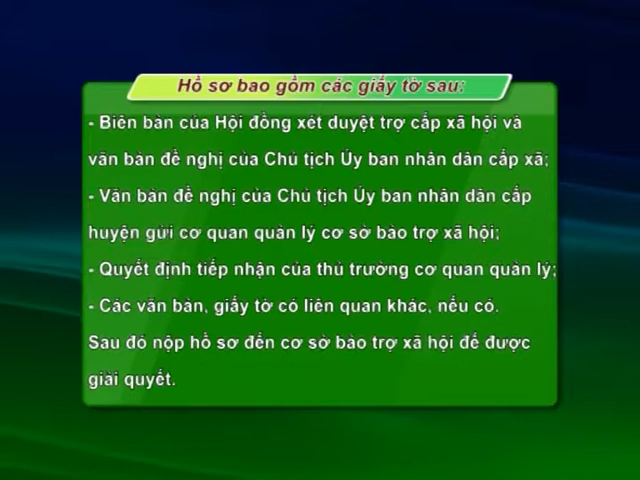 Hồ sơ bao gồm các giấy tờ sau:
- Biên bản của Hội đồng xét duyệt trợ cấp xã hội và
văn bản đề nghị của Chủ tịch Ủy ban nhân dân cấp xã;
- Văn bản đề nghị của Chủ tịch Ủy ban nhân dân cấp
huyện gửi cơ quan quản lý cơ sở bảo trợ xã hội;
- Quyết định tiếp nhận của thủ trưởng cơ quan quản lý;
- Các văn bản, giấy tờ có liên quan khác, nếu có.
Sau đó nộp hồ sơ đến cơ sở bảo trợ xã hội để được
giải quyết.